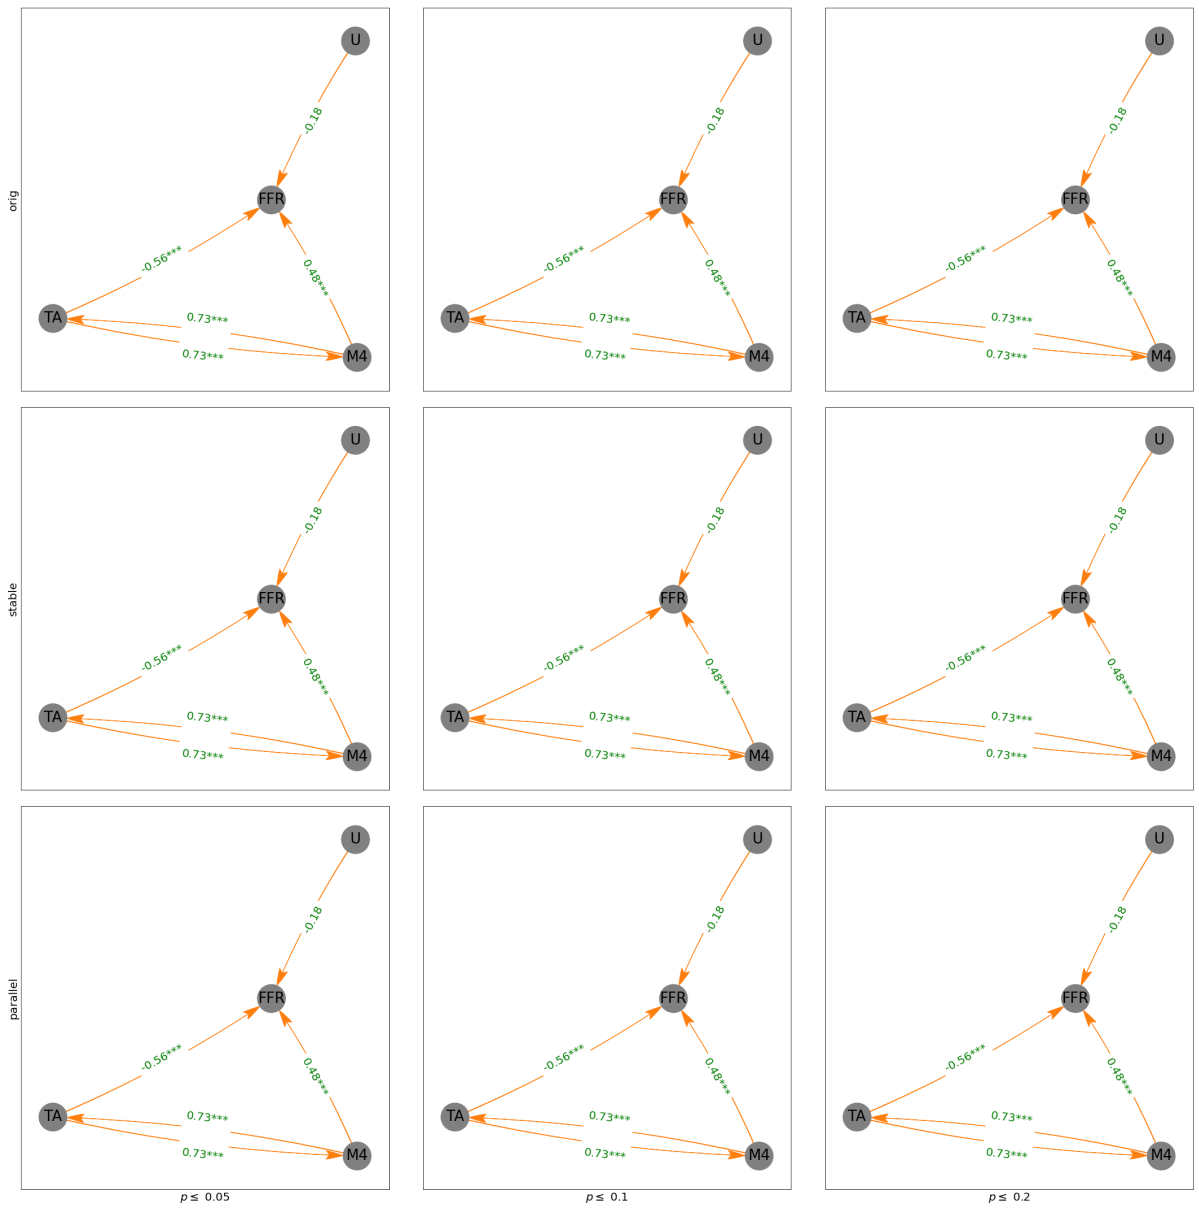 U
U
U
-0.18
-0.18
-0.18
orig
FFR
FFR
FFR
-0.56***
0.48***
-0.56***
0.48***
-0.56***
0.48***
TA
0.73***
TA
0.73***
TA
0.73***
0.73***
M4
0.73***
M4
0.73***
M4
U
U
U
-0.18
-0.18
-0.18
stable
FFR
FFR
FFR
-0.56***
0.48***
-0.56***
0.48***
-0.56***
0.48***
TA
0.73***
TA
0.73***
TA
0.73***
0.73***
M4
0.73***
M4
0.73***
M4
U
U
U
-0.18
-0.18
-0.18
parallel
FFR
FFR
FFR
-0.56***
0.48***
-0.56***
0.48***
-0.56***
0.48***
TA
0.73***
TA
0.73***
TA
0.73***
0.73***
M4
0.73***
M4
0.73***
M4
p ≤ 0.05
p ≤ 0.1
p ≤ 0.2